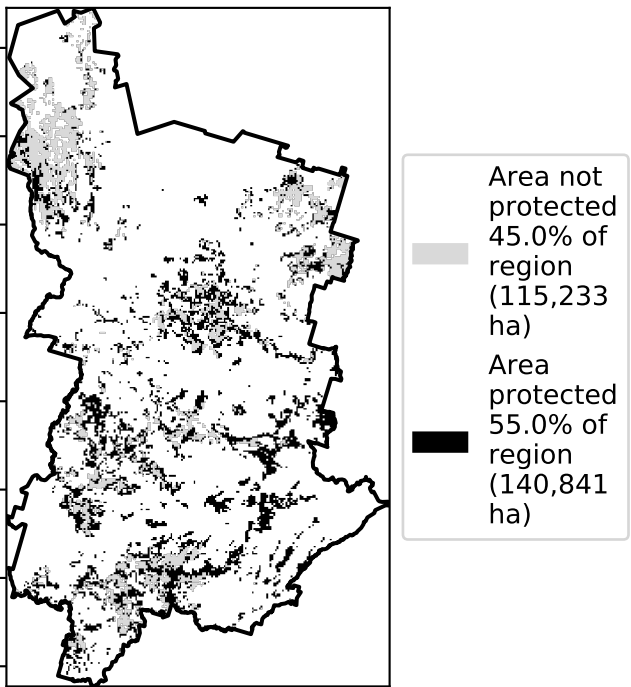 Area not
protected
45.0% of
region
(115,233
ha)
Area
protected
55.0% of
region
(140,841
ha)